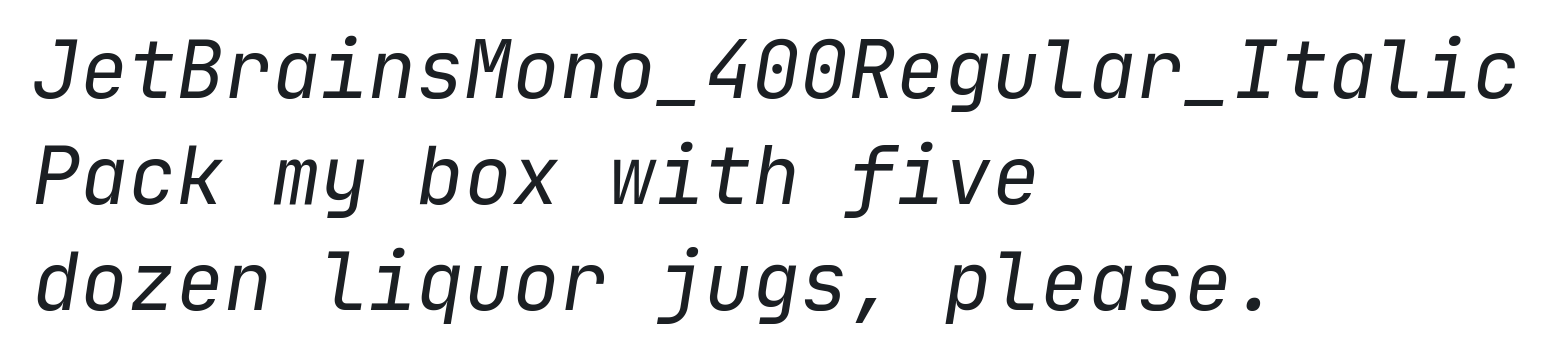 JetBrainsMono_400Regular_Italic
Pack my box with five
dozen liquor jugs, please.